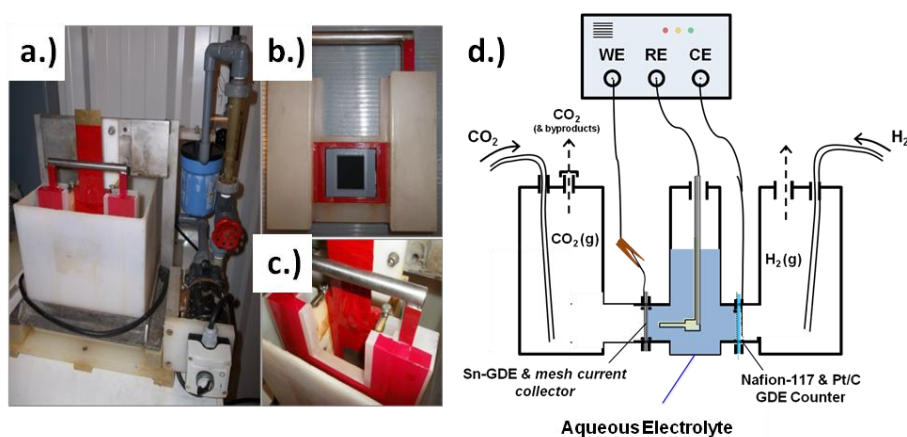 a.)
b.)
c.)
d.)
WE RE CE
CO2
CO2
(& byproducts)
H2
CO2(g)
H2(g)
Sn-GDE & mesh current
collector
Nafion-117 & Pt/C
GDE Counter
Aqueous Electrolyte